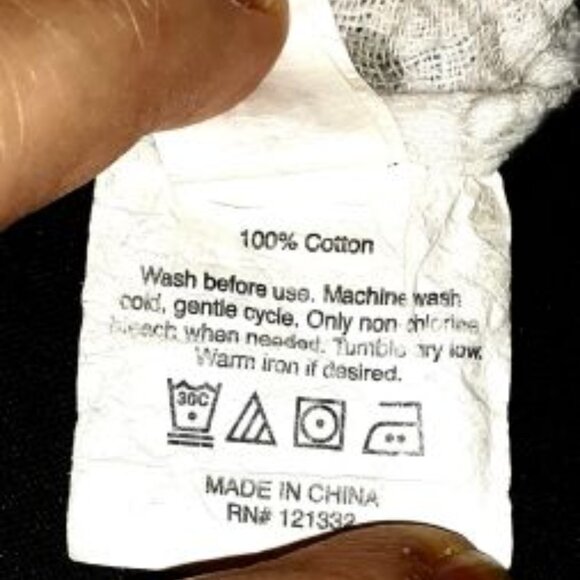 100% Cotton
Wash before use. Machine wash
cold, gentle cycle. Only non chlorine
bleach when needed. Tumble dry low.
Warm iron if desired.
30C
MADE IN CHINA
RN# 121332